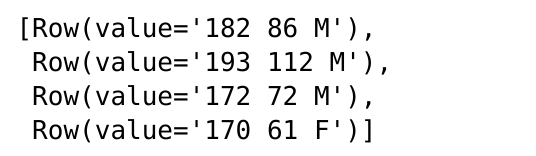 [Row(value='182 86 M'),
 Row(value='193 112 M'),
 Row(value='172 72 M'),
 Row(value='170 61 F')]